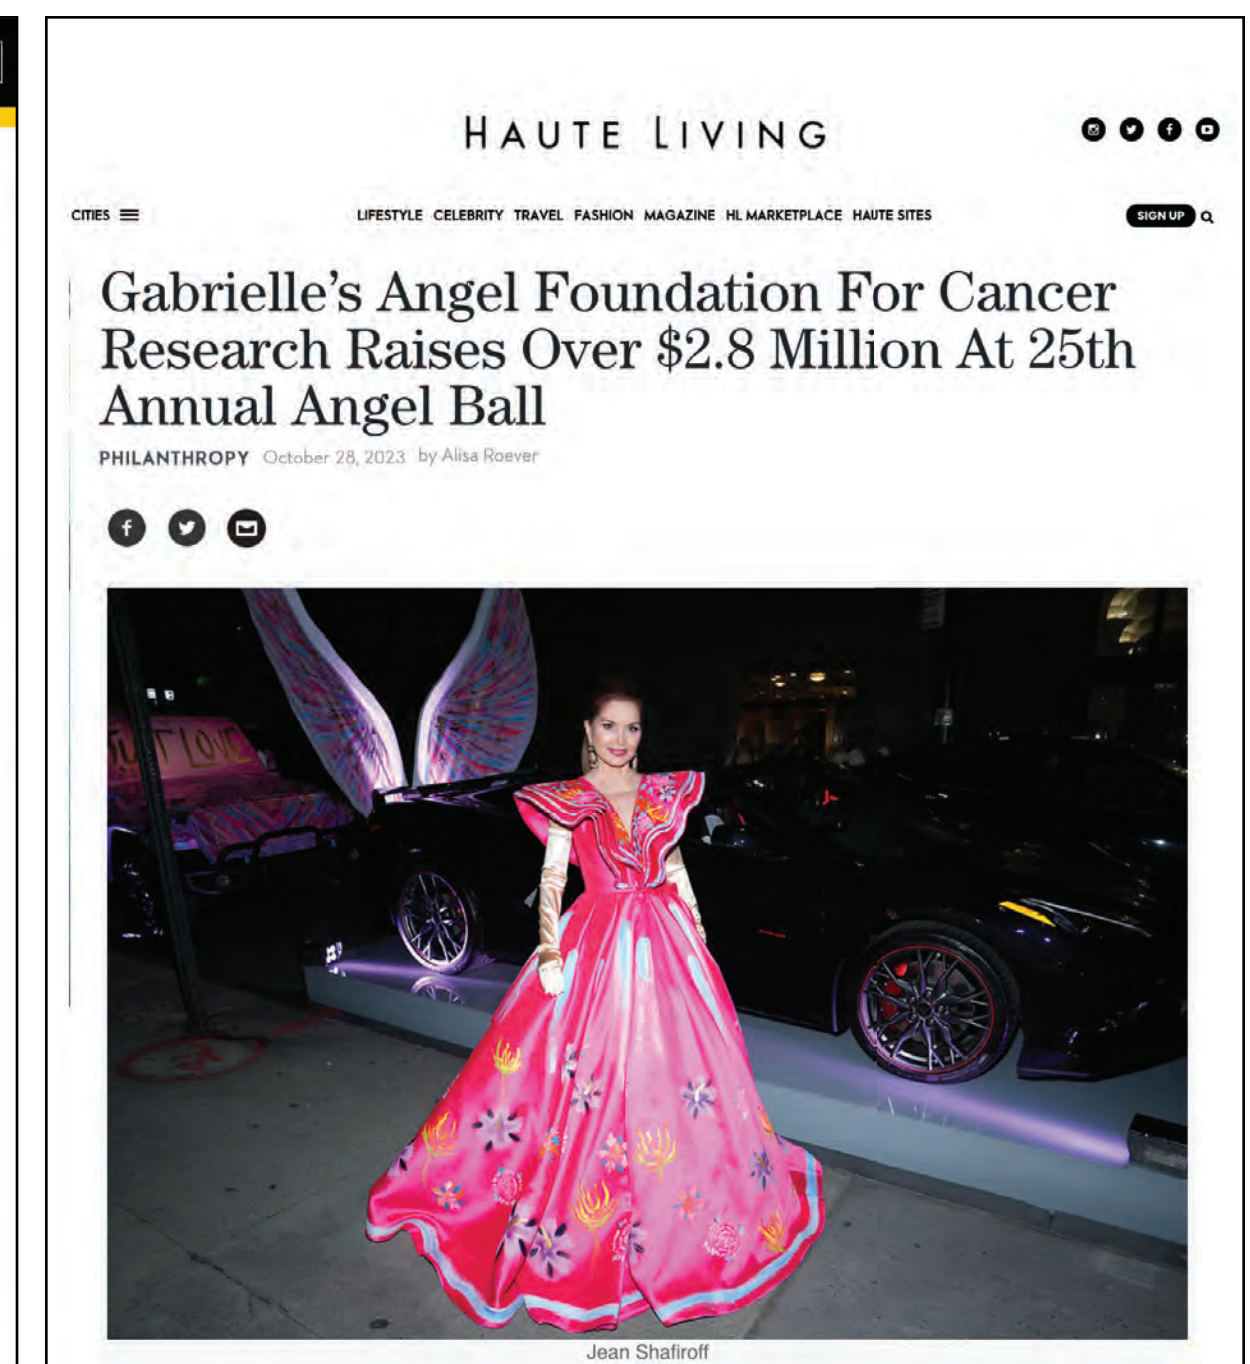 HAUTE LIVING
CITIES
LIFESTYLE CELEBRITY TRAVEL FASHION MAGAZINE HL MARKETPLACE HAUTE SITES
SIGN UP
Gabrielle's Angel Foundation For Cancer
Research Raises Over $2.8 Million At 25th
Annual Angel Ball
PHILANTHROPY October 28, 2023 by Alisa Roever
LOVE
Jean Shafiroff